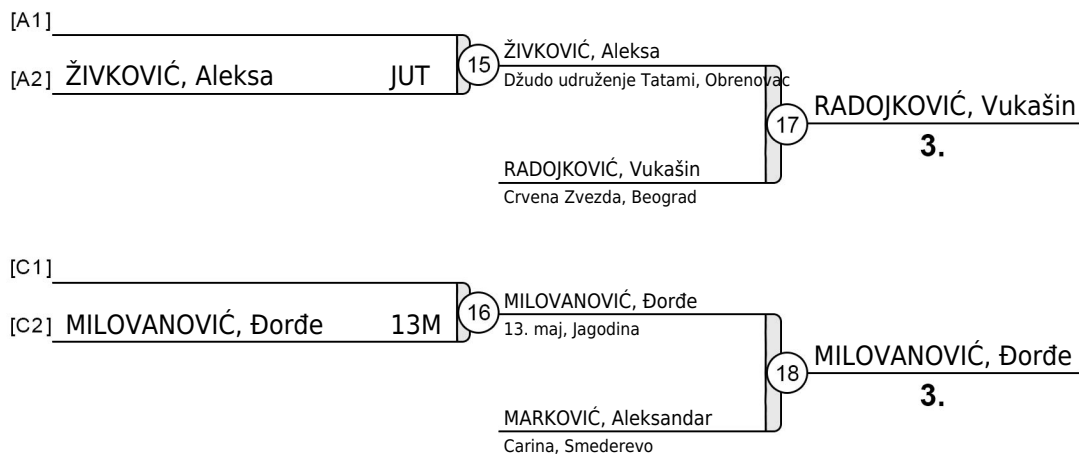 [A1]
[A2] ŽIVKOVIĆ, Aleksa JUT
15
ŽIVKOVIĆ, Aleksa
Džudo udruženje Tatami, Obrenovac
17
RADOJKOVIĆ, Vukašin
3.
RADOJKOVIĆ, Vukašin
Crvena Zvezda, Beograd
[C1]
[C2] MILOVANOVIĆ, Đorđe 13M
16
MILOVANOVIĆ, Đorđe
13. maj, Jagodina
18
MILOVANOVIĆ, Đorđe
3.
MARKOVIĆ, Aleksandar
Carina, Smederevo